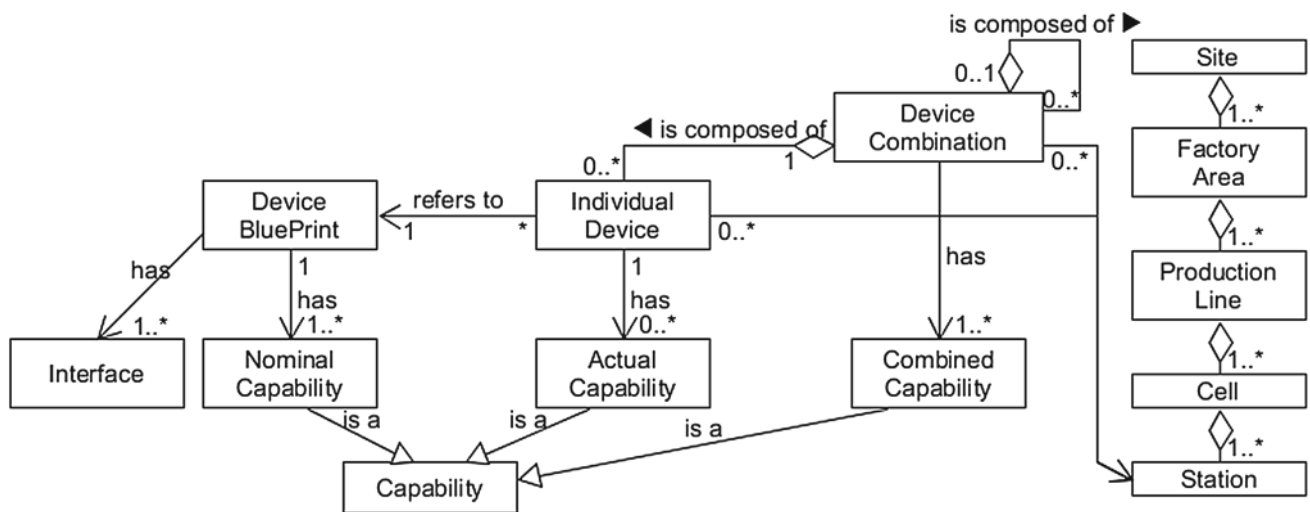 is composed of ▶
Site
0..1
0..*
1..*
Device
Combination
◀ is composed of
1
0..*
0..*
Factory
Area
Device
BluePrint
refers to
1
*
Individual
Device
0..*
1..*
1
has
1..*
has
1
has
1..*
has
0..*
1..*
Production
Line
1..*
Interface
Nominal
Capability
Actual
Capability
Combined
Capability
Cell
is a
is a
is a
1..*
Capability
Station